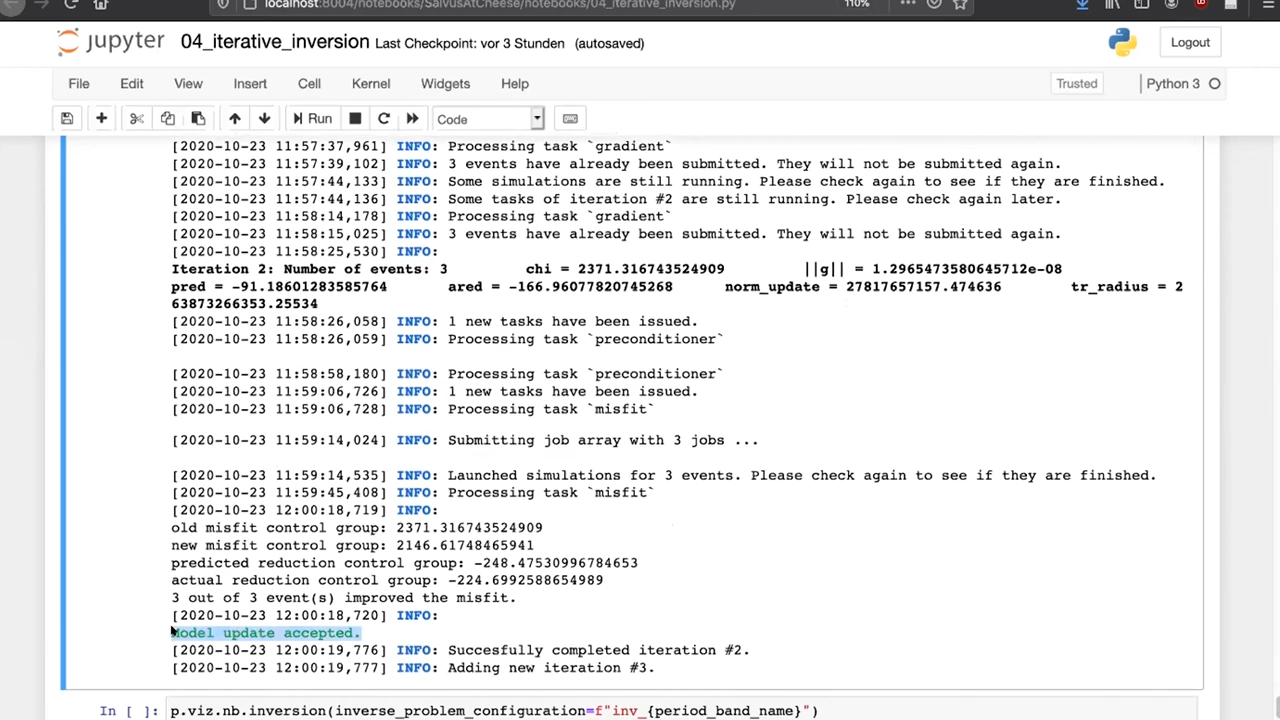 localhost:8004/notebooks/SalvusAtCheese/notebooks/04_iterative_inversion.py
110%
jupyter 04_iterative_inversion Last Checkpoint: vor 3 Stunden (autosaved)
Logout
File Edit View Insert Cell Kernel Widgets Help
Trusted
Python 3
Run
Code
[2020-10-23 11:57:37,961] INFO: Processing task `gradient`
[2020-10-23 11:57:39,102] INFO: 3 events have already been submitted. They will not be submitted again.
[2020-10-23 11:57:44,133] INFO: Some simulations are still running. Please check again to see if they are finished.
[2020-10-23 11:57:44,136] INFO: Some tasks of iteration #2 are still running. Please check again later.
[2020-10-23 11:58:14,178] INFO: Processing task `gradient`
[2020-10-23 11:58:15,025] INFO: 3 events have already been submitted. They will not be submitted again.
[2020-10-23 11:58:25,530] INFO:
Iteration 2: Number of events: 3 chi = 2371.316743524909 ||g|| = 1.2965473580645712e-08
pred = -91.18601283585764 ared = -166.96077820745268 norm_update = 27817657157.474636 tr_radius = 2
63873266353.25534
[2020-10-23 11:58:26,058] INFO: 1 new tasks have been issued.
[2020-10-23 11:58:26,059] INFO: Processing task `preconditioner`
[2020-10-23 11:58:58,180] INFO: Processing task `preconditioner`
[2020-10-23 11:59:06,726] INFO: 1 new tasks have been issued.
[2020-10-23 11:59:06,728] INFO: Processing task `misfit`
[2020-10-23 11:59:14,024] INFO: Submitting job array with 3 jobs ...
[2020-10-23 11:59:14,535] INFO: Launched simulations for 3 events. Please check again to see if they are finished.
[2020-10-23 11:59:45,408] INFO: Processing task `misfit`
[2020-10-23 12:00:18,719] INFO:
old misfit control group: 2371.316743524909
new misfit control group: 2146.61748465941
predicted reduction control group: -248.47530996784653
actual reduction control group: -224.6992588654989
3 out of 3 event(s) improved the misfit.
[2020-10-23 12:00:18,720] INFO:
Model update accepted.
[2020-10-23 12:00:19,776] INFO: Succesfully completed iteration #2.
[2020-10-23 12:00:19,777] INFO: Adding new iteration #3.
In [ ]: p.viz.nb.inversion(inverse_problem_configuration=f"inv_{period_band_name}")